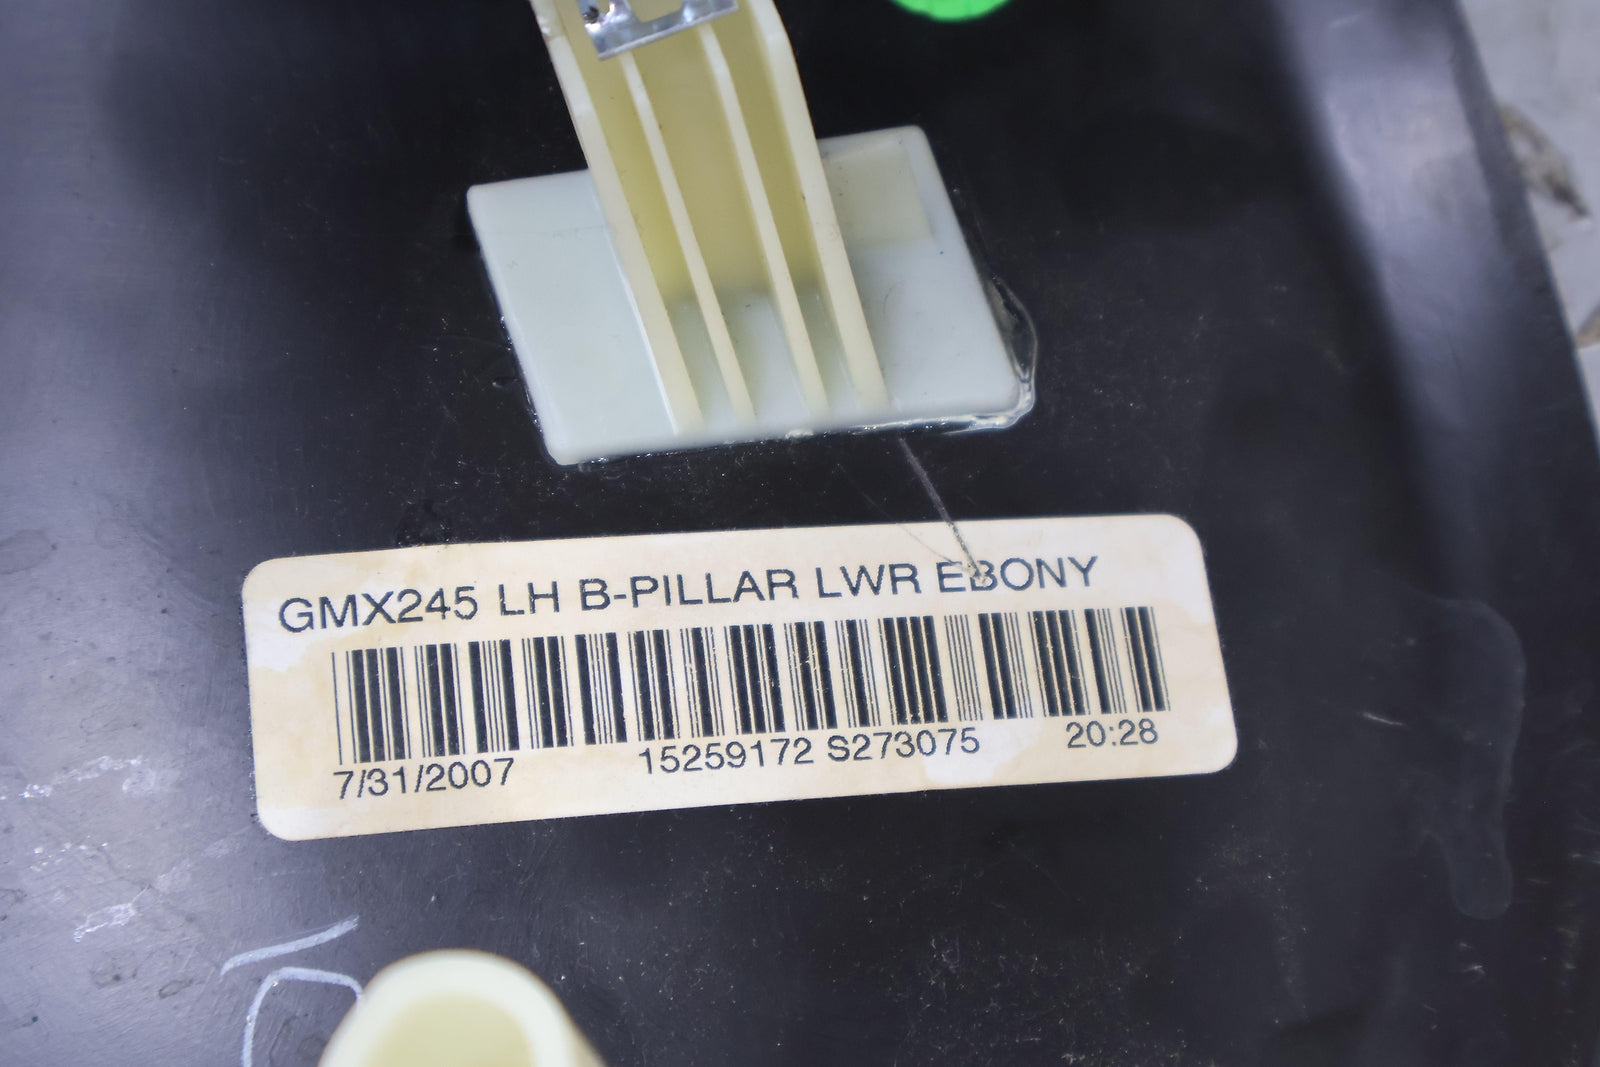 GMX245 LH B-PILLAR LWR EBONY
7/31/2007 15259172 S273075 20:28